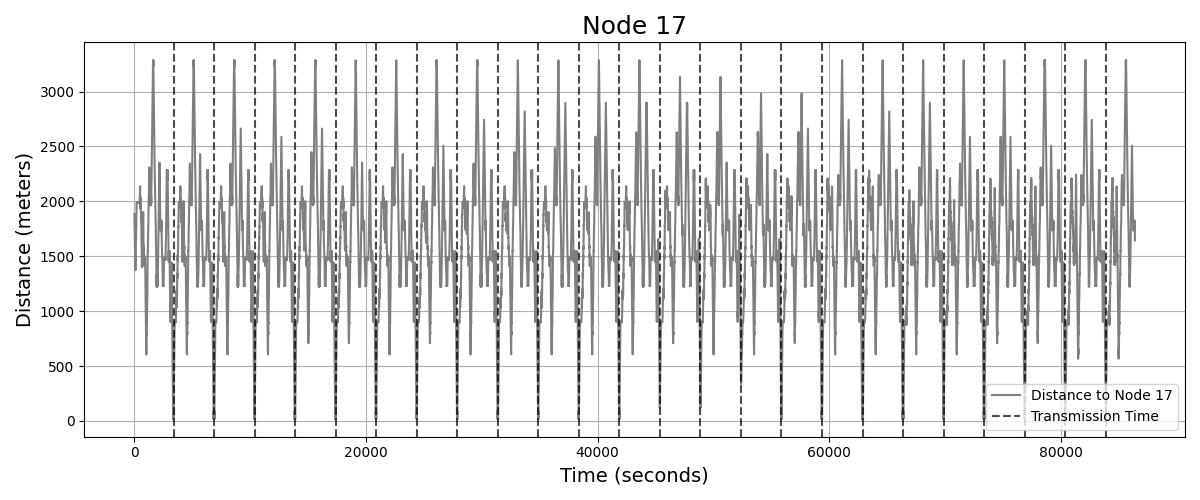 Node 17
Distance (meters)
3000
2500
2000
1500
1000
500
0
0 20000 40000 60000 80000
Time (seconds)
Distance to Node 17
Transmission Time